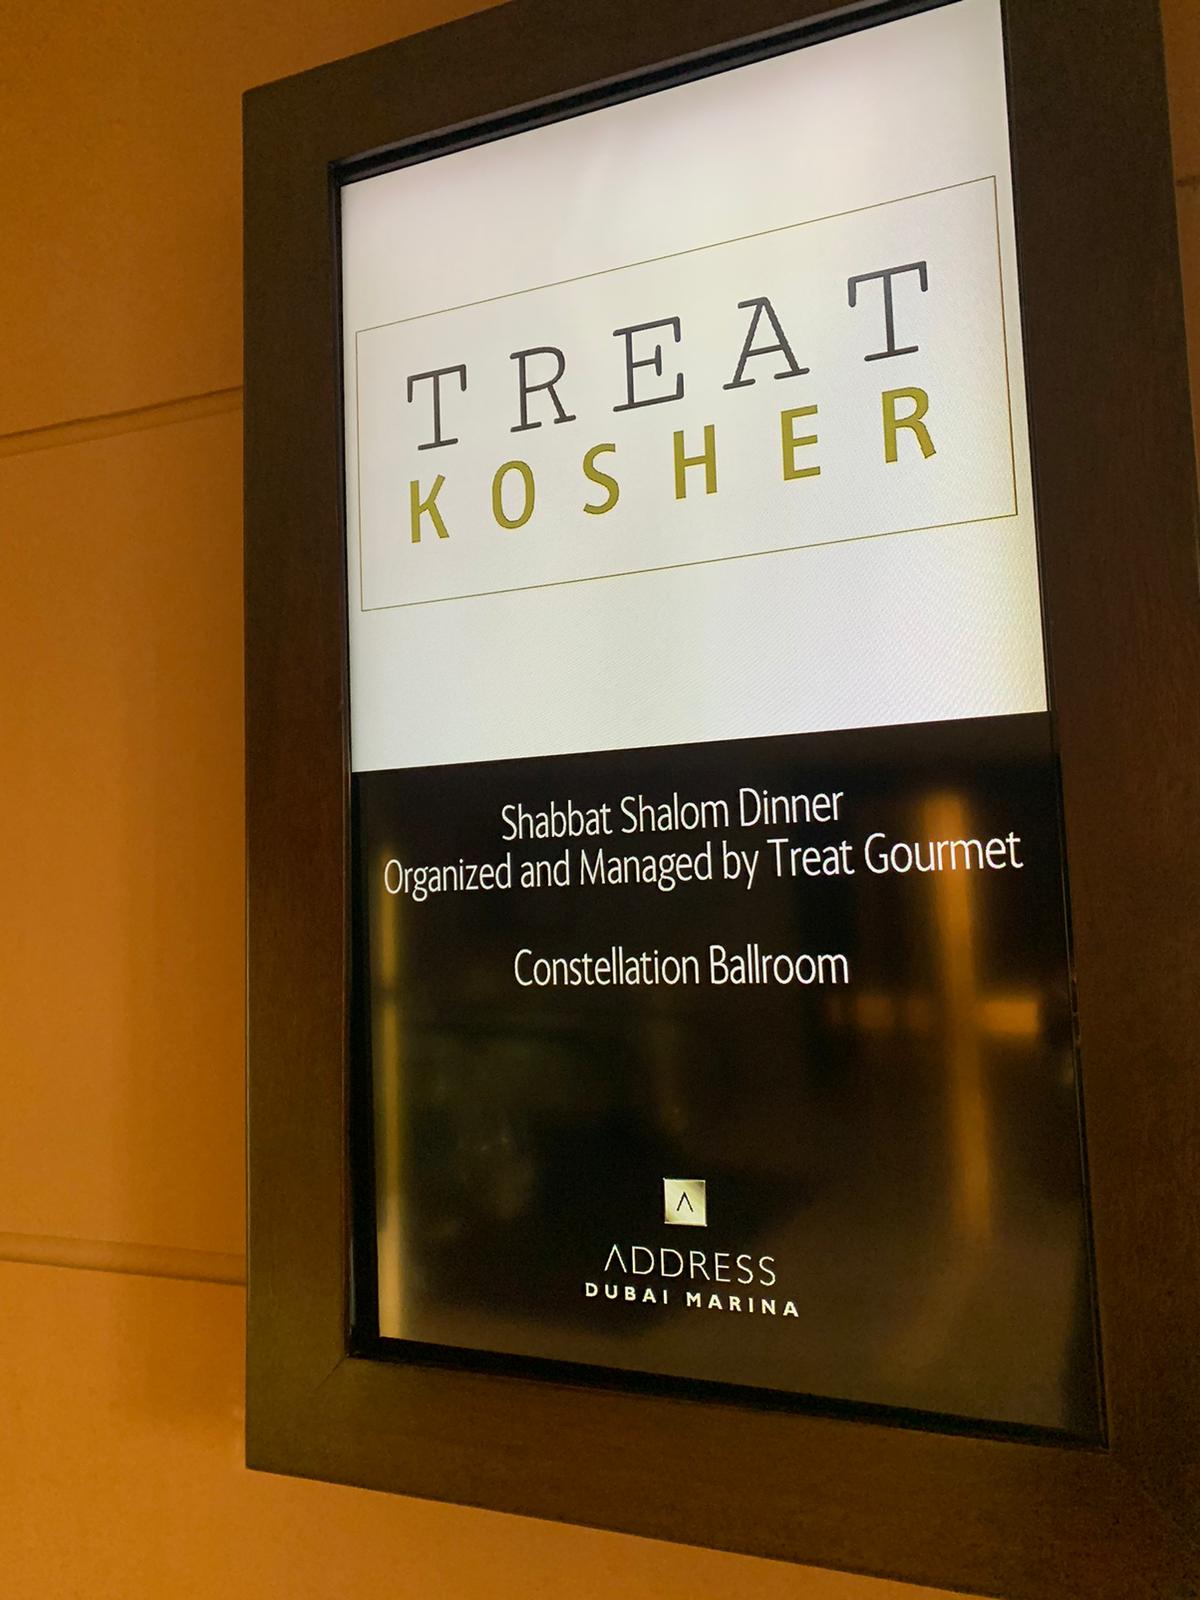 TREAT
KOSHER
Shabbat Shalom Dinner
Organized and Managed by Treat Gourmet
Constellation Ballroom
ADDRESS
DUBAI MARINA